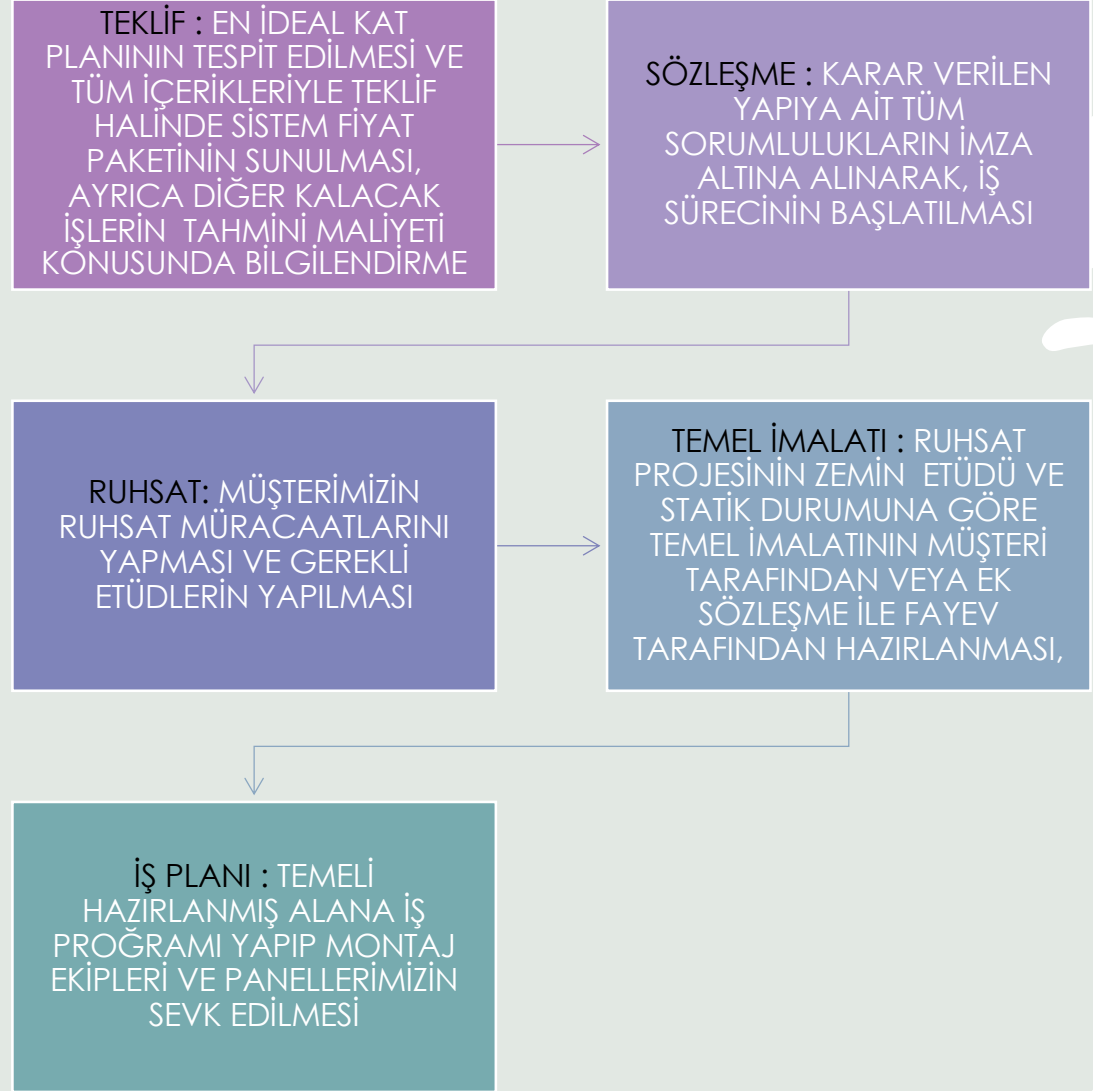 TEKLİF : EN İDEAL KAT
PLANININ TESPİT EDİLMESİ VE
TÜM İÇERİKLERİYLE TEKLİF
HALİNDE SİSTEM FİYAT
PAKETİNİN SUNULMASI,
AYRICA DİĞER KALACAK
İŞLERİN TAHMİNİ MALİYETİ
KONUSUNDA BİLGİLENDİRME
SÖZLEŞME : KARAR VERİLEN
YAPIYA AİT TÜM
SORUMLULUKLARIN İMZA
ALTINA ALINARAK, İŞ
SÜRECİNİN BAŞLATILMASI
RUHSAT: MÜŞTERİMİZİN
RUHSAT MÜRACAATLARINI
YAPMASI VE GEREKLİ
ETÜDLERİN YAPILMASI
TEMEL İMALATI : RUHSAT
PROJESİNİN ZEMİN ETÜDÜ VE
STATİK DURUMUNA GÖRE
TEMEL İMALATININ MÜŞTERİ
TARAFINDAN VEYA EK
SÖZLEŞME İLE FAYEV
TARAFINDAN HAZIRLANMASI,
İŞ PLANI : TEMELİ
HAZIRLANMIŞ ALANA İŞ
PROĞRAMI YAPIP MONTAJ
EKİPLERİ VE PANELLERİMİZİN
SEVK EDİLMESİ